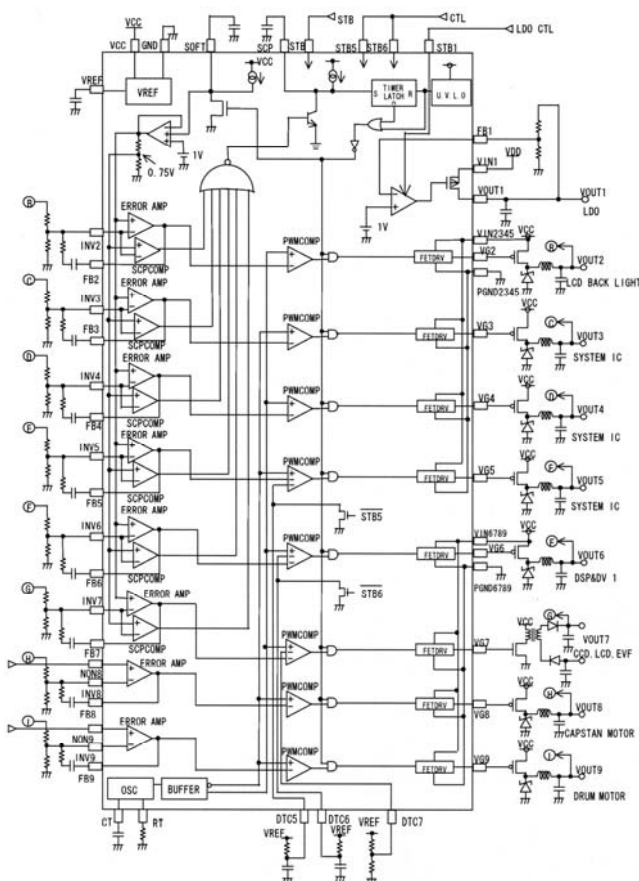 STB CTL
LDO CTL
VCC GND SOFT SCP STB STB5 STB6 STB1
VCC
VREF VREF
VCC
S TIMER LATCH R U.V.L.O
FB1
1V
VIN1 VDD
0.75V
VOUT1 VOUT1
LDO
1V
B ERROR AMP VIN2345 VCC
PWMCOMP VG2 B VOUT2
INV2 FETDRV
SCPCOMP PGND2345 LCD BACK LIGHT
FB2
C ERROR AMP VCC
INV3 PWMCOMP FETDRV VG3 C VOUT3
FB3 SCPCOMP SYSTEM IC
D ERROR AMP VCC
INV4 PWMCOMP FETDRV VG4 D VOUT4
FB4 SCPCOMP SYSTEM IC
E ERROR AMP VCC
INV5 PWMCOMP FETDRV VG5 E VOUT5
FB5 SCPCOMP SYSTEM IC
STB5
F ERROR AMP VIN6789 VCC
INV6 PWMCOMP FETDRV VG6 F VOUT6
FB6 SCPCOMP PGND6789 DSP&DV 1
STB6
G ERROR AMP
INV7 PWMCOMP FETDRV VG7 VCC G VOUT7
FB7 SCPCOMP CCD.LCD.EVF
H NON8 ERROR AMP VCC
INV8 PWMCOMP FETDRV VG8 H VOUT8
FB8 CAPSTAN MOTOR
I NON9 ERROR AMP VCC
INV9 PWMCOMP FETDRV VG9 I VOUT9
FB9 DRUM MOTOR
OSC BUFFER
CT RT DTC5 DTC6 DTC7
VREF VREF VREF